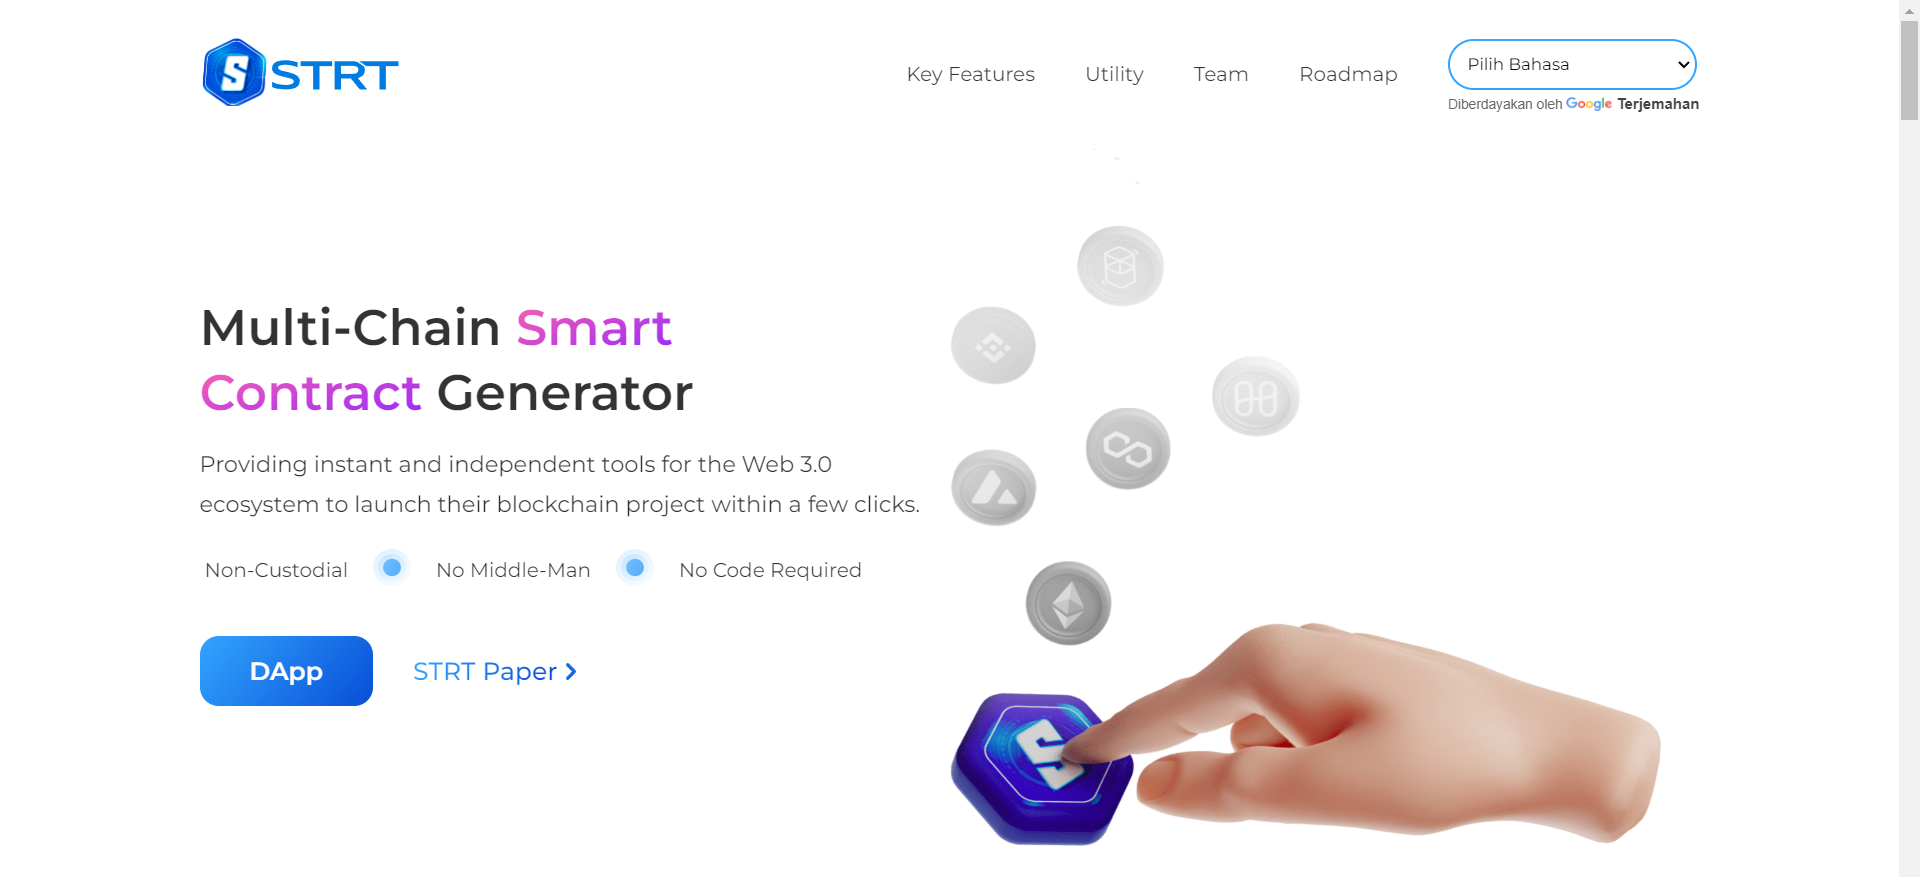 STRT
Key Features
Utility
Team
Roadmap
Pilih Bahasa
Diberdayakan oleh Google Terjemahan
Multi-Chain Smart
Contract Generator
Providing instant and independent tools for the Web 3.0
ecosystem to launch their blockchain project within a few clicks.
Non-Custodial
No Middle-Man
No Code Required
DApp
STRT Paper